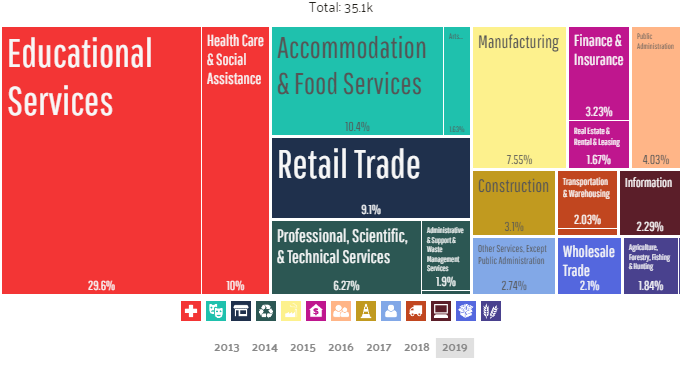 Total: 35.1k
Educational
Services
29.6%
Health Care
& Social
Assistance
10%
Accommodation
& Food Services
10.4%
Arts...
Retail Trade
9.1%
Professional, Scientific,
& Technical Services
6.27%
Administrative
& Support &
Waste
Management
Services
1.9%
Manufacturing
7.55%
Finance &
Insurance
3.23%
Real Estate &
Rental & Leasing
1.67%
Public
Administration
4.03%
Construction
3.1%
Transportation
& Warehousing
2.03%
Information
2.29%
Other Services, Except
Public Administration
2.74%
Wholesale
Trade
2.1%
Agriculture,
Forestry, Fishing
& Hunting
1.84%
2013 2014 2015 2016 2017 2018 2019